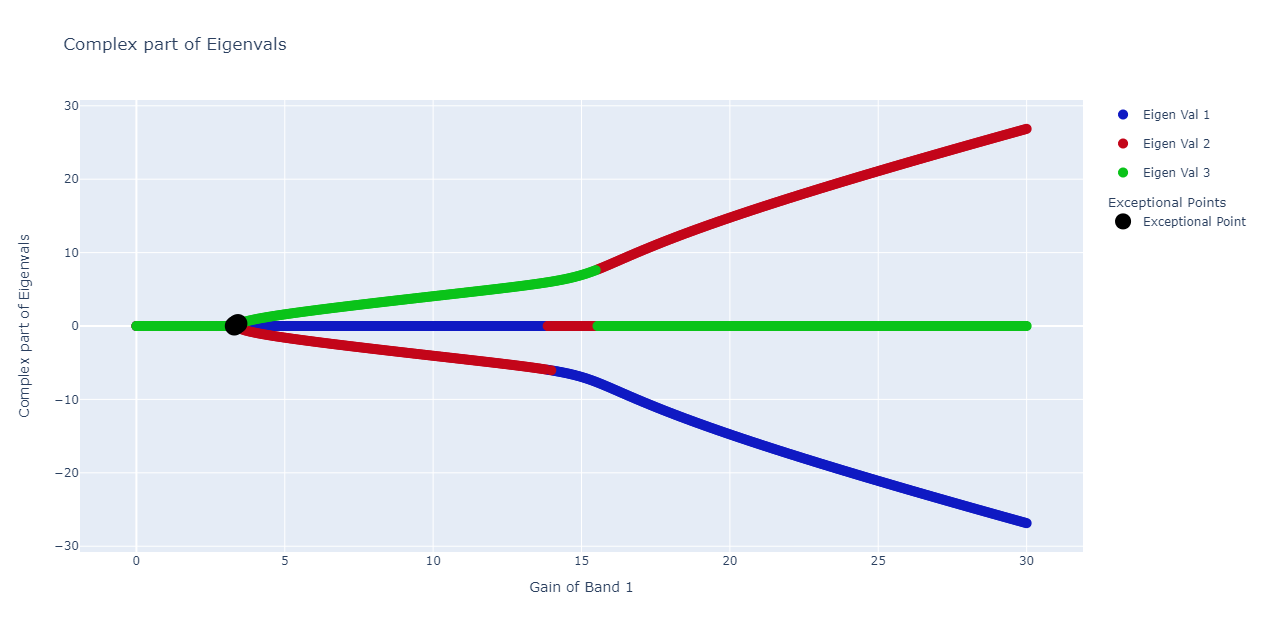 Complex part of Eigenvals
30
20
10
0
−10
−20
−30
Complex part of Eigenvals
0
5
10
15
20
25
30
Gain of Band 1
Eigen Val 1
Eigen Val 2
Eigen Val 3
Exceptional Points
Exceptional Point